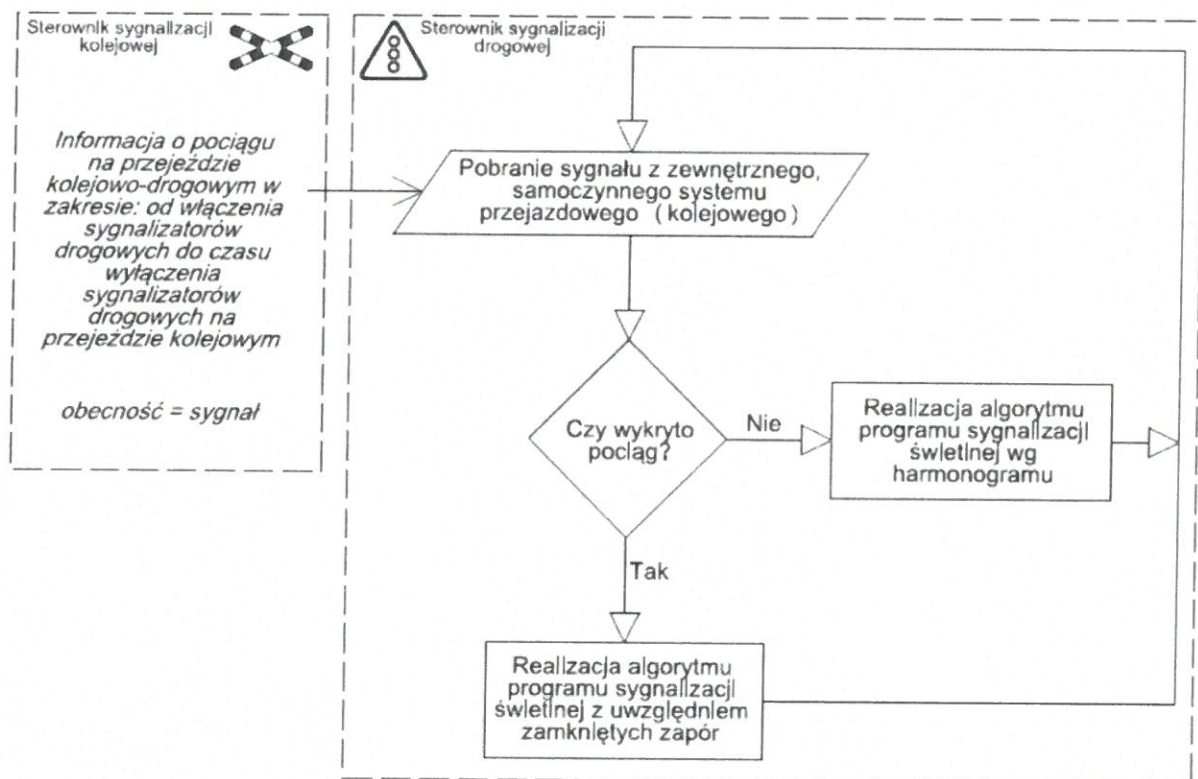 Sterownik sygnalizacji
kolejowej
Informacja o pociągu
na przejeździe
kolejowo-drogowym w
zakresie: od włączenia
sygnalizatorów
drogowych do czasu
wyłączenia
sygnalizatorów
drogowych na
przejeździe kolejowym
obecność = sygnał
Sterownik sygnalizacji
drogowej
Pobranie sygnału z zewnętrznego,
samoczynnego systemu
przejazdowego ( kolejowego )
Czy wykryto
pociąg?
Nie
Realizacja algorytmu
programu sygnalizacji
świetlnej wg
harmonogramu
Tak
Realizacja algorytmu
programu sygnalizacji
świetlnej z uwzględniem
zamkniętych zapór